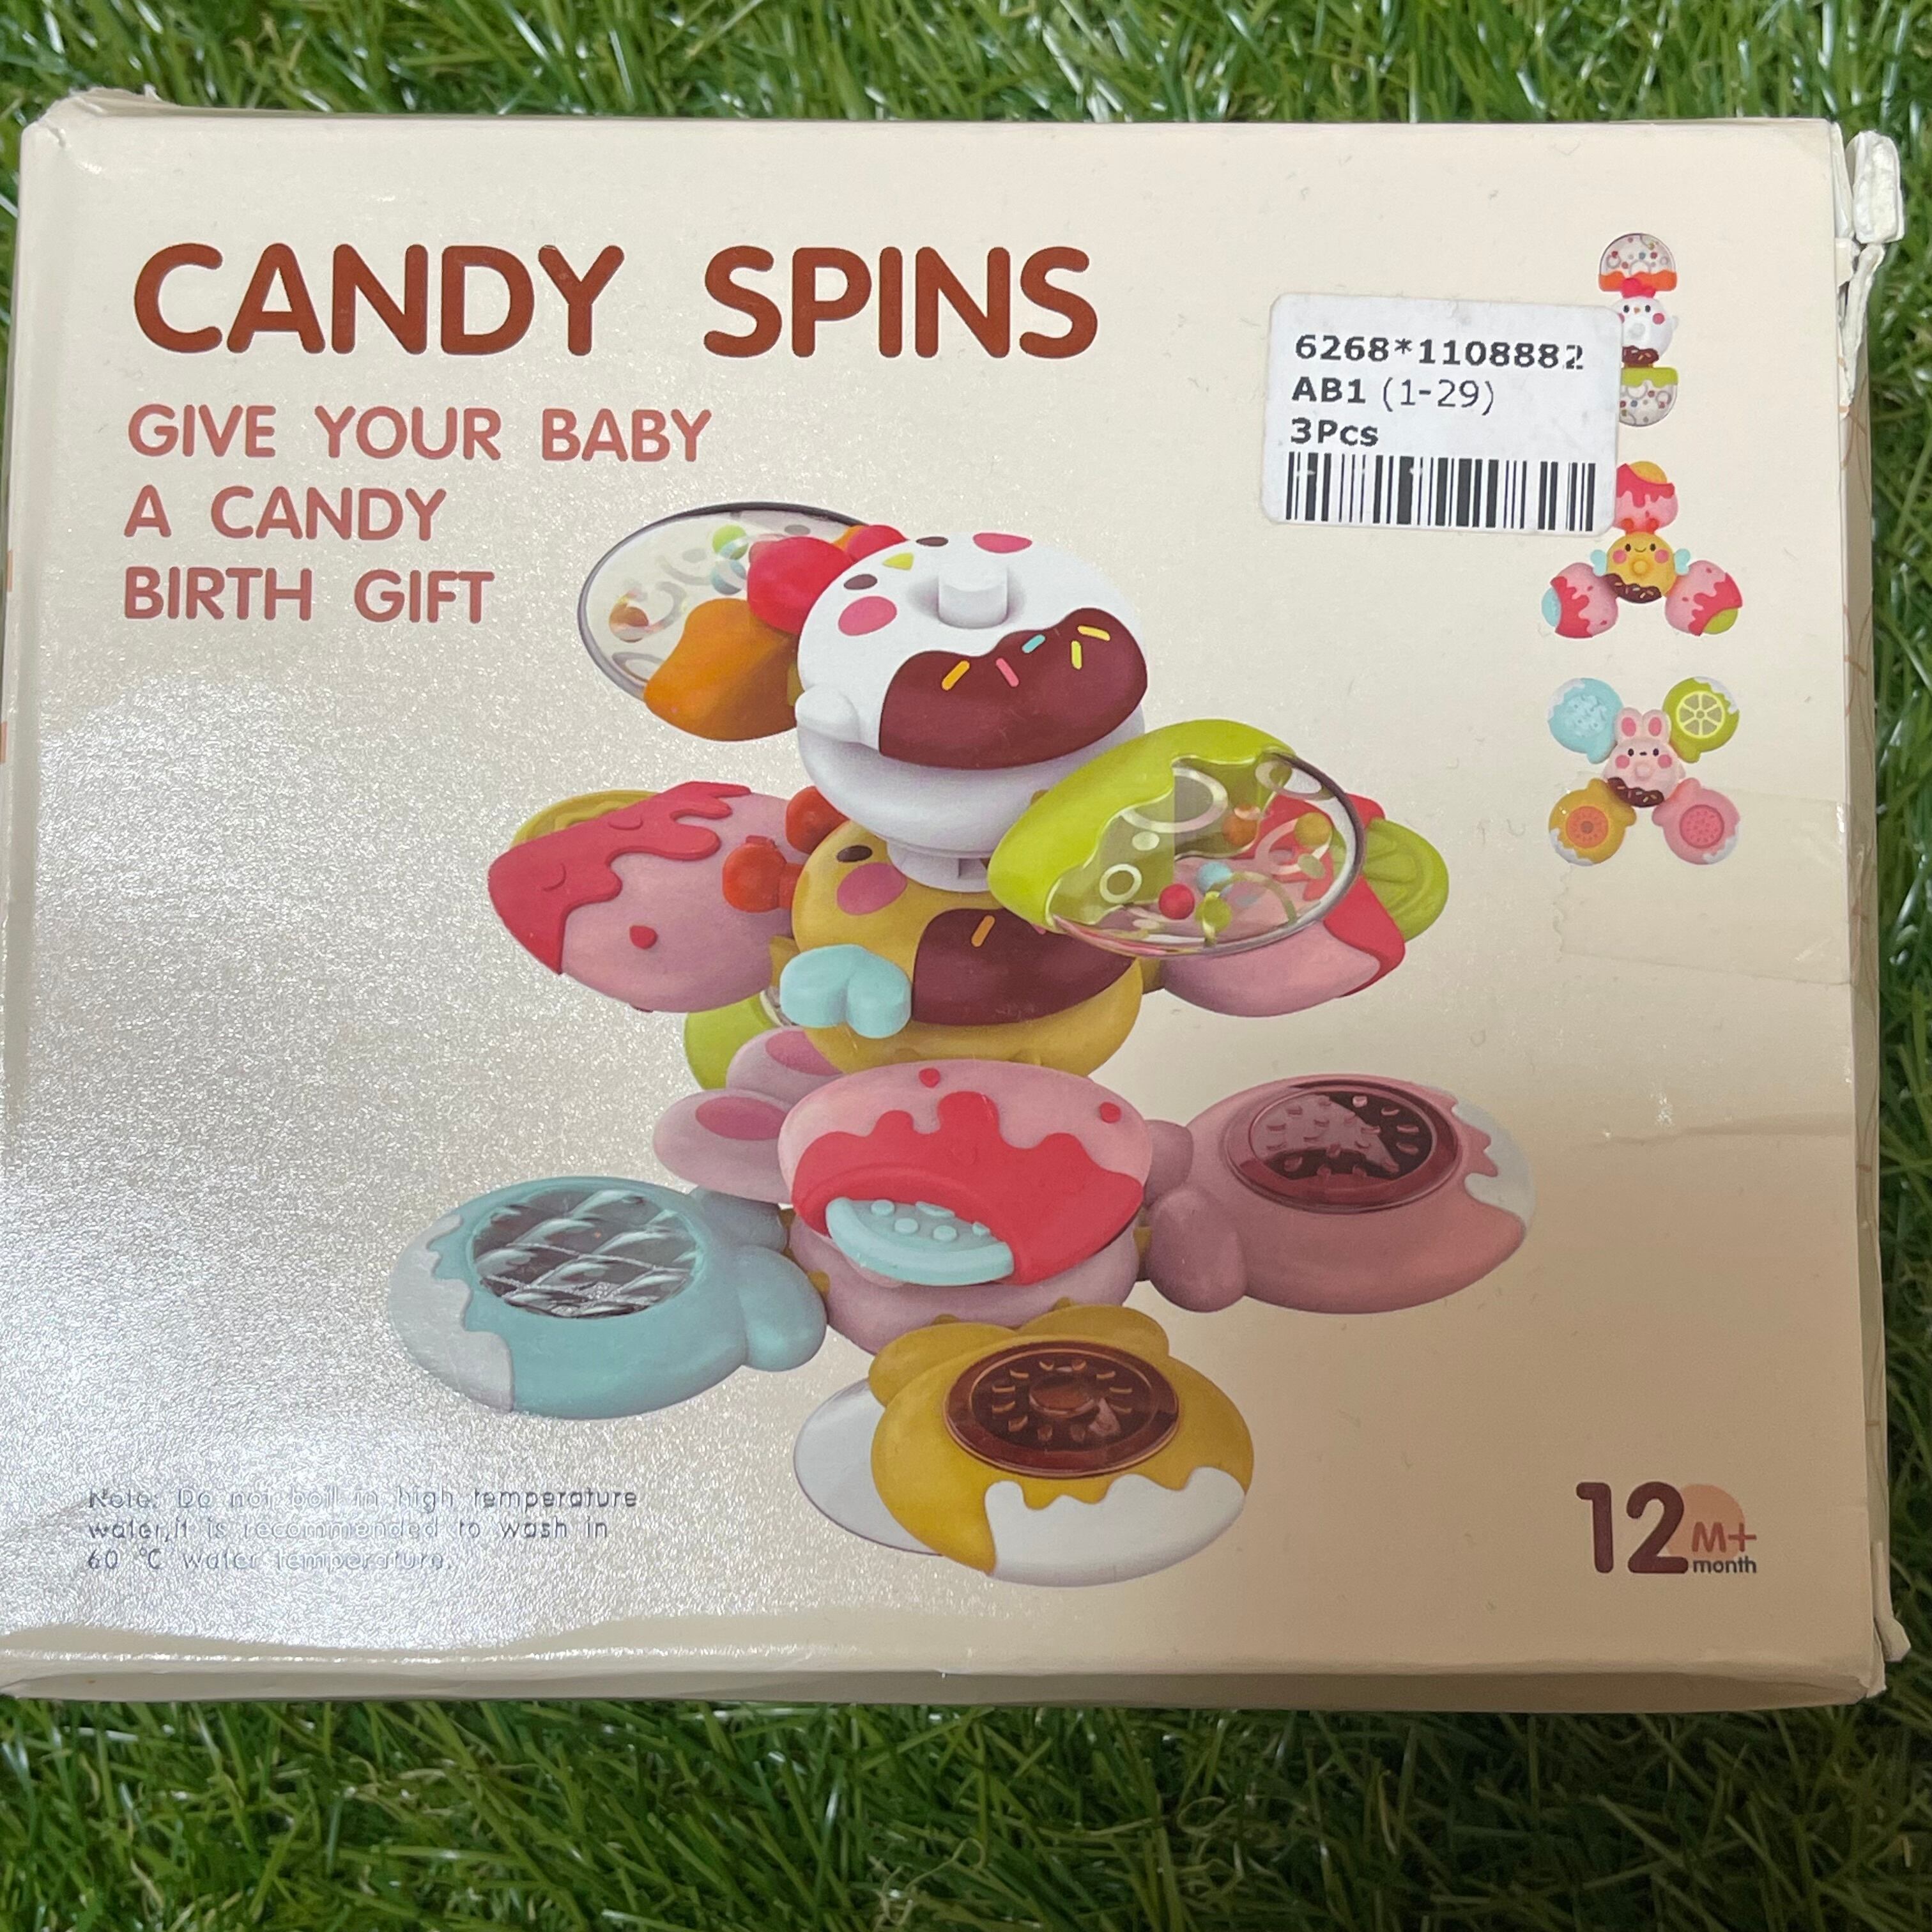 CANDY SPINS
GIVE YOUR BABY
A CANDY
BIRTH GIFT
6268*1108882
AB1 (1-29)
3Pcs
Note: Do not boil in high temperature
water,it is recommended to wash in
60 °C water temperature.
12 M+
month